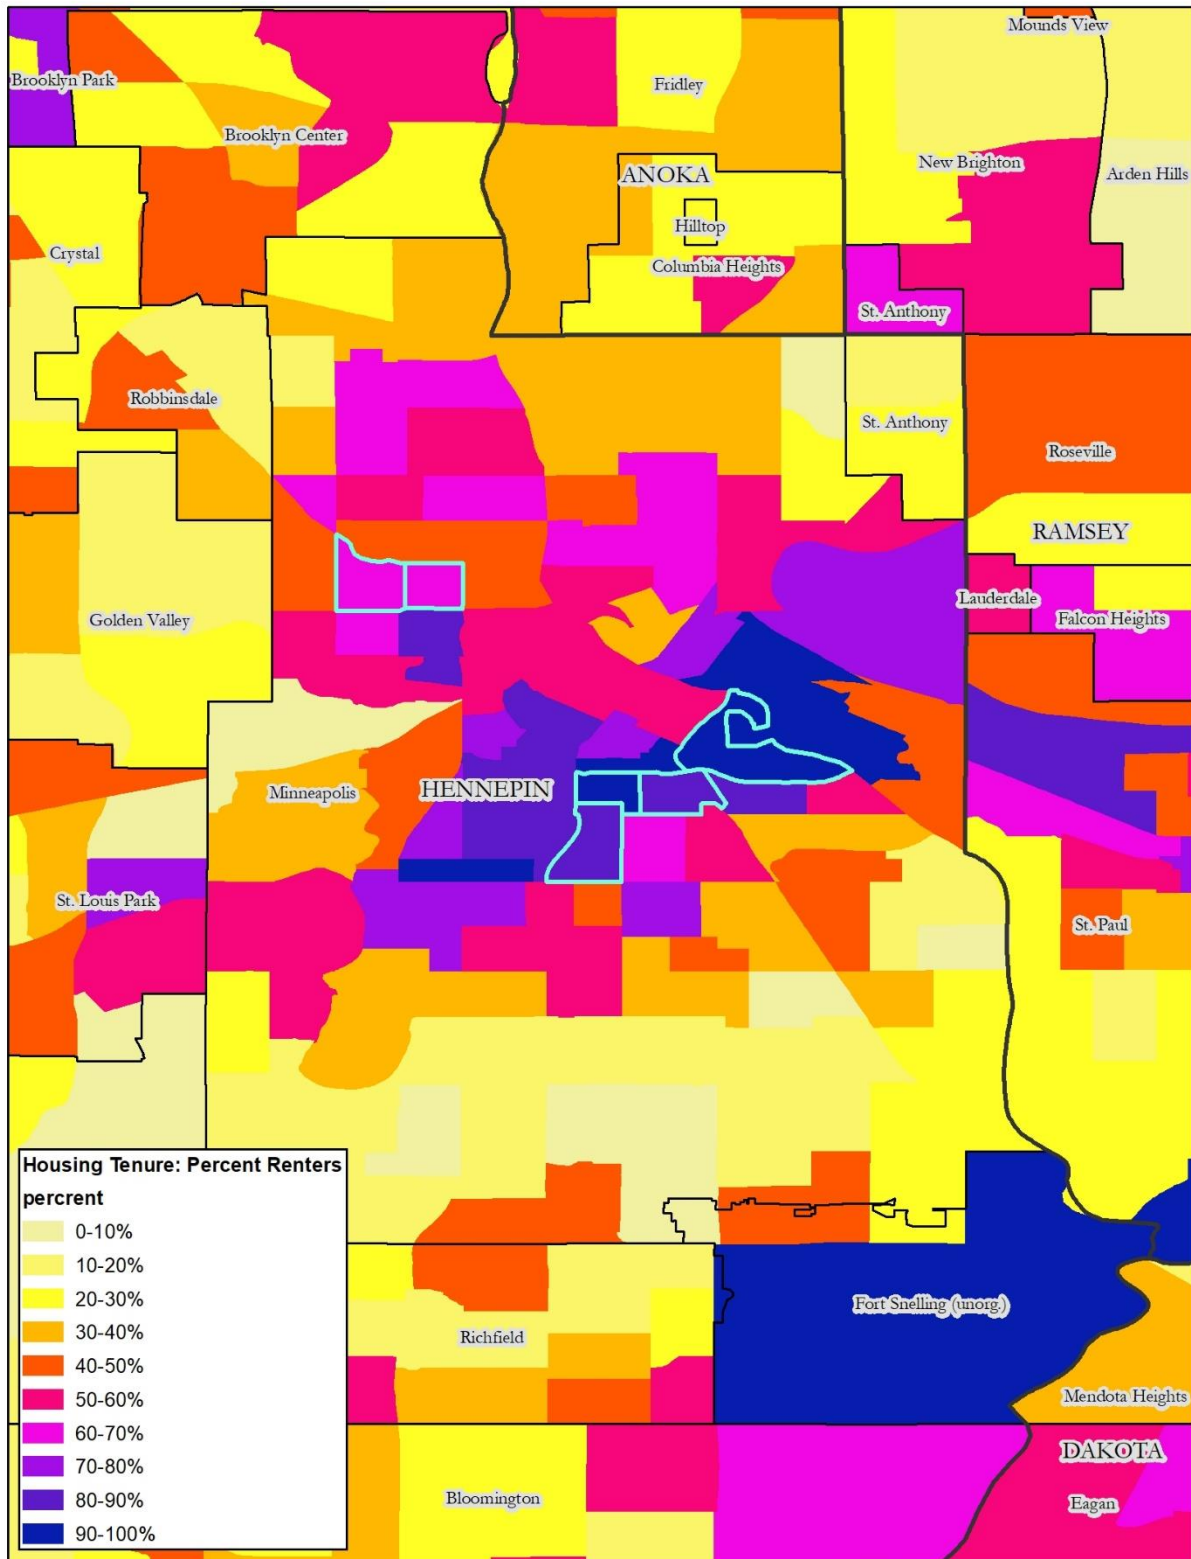 Mounds View
Brooklyn Park
Fridley
Brooklyn Center
New Brighton
ANOKA
Arden Hills
Hilltop
Crystal
Columbia Heights
St. Anthony
Robbinsdale
St. Anthony
Roseville
RAMSEY
Lauderdale
Golden Valley
Falcon Heights
Minneapolis
HENNEPIN
St. Louis Park
St. Paul
Housing Tenure: Percent Renters
percrent
0-10%
10-20%
20-30%
30-40%
40-50%
50-60%
60-70%
70-80%
80-90%
90-100%
Fort Snelling (unorg.)
Richfield
Mendota Heights
DAKOTA
Bloomington
Eagan